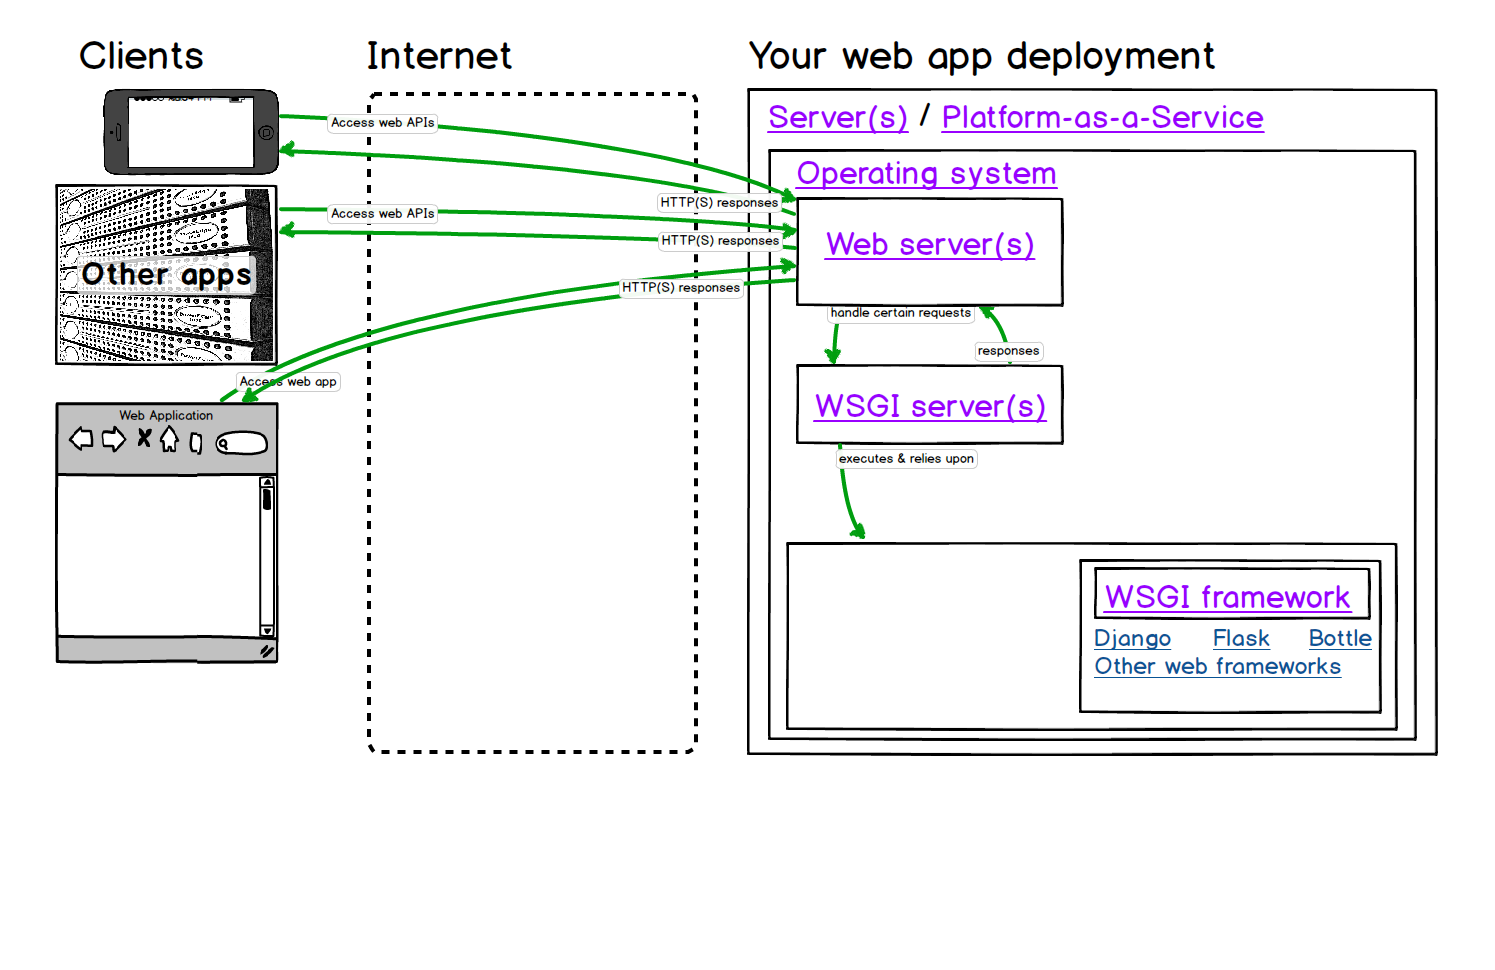 Clients
Internet
Your web app deployment
Server(s) / Platform-as-a-Service
Operating system
Access web APIs
HTTP(S) responses
Access web APIs
HTTP(S) responses
Web server(s)
Other apps
HTTP(S) responses
handle certain requests
responses
Access web app
Web Application
WSGI server(s)
executes & relies upon
WSGI framework
Django Flask Bottle
Other web frameworks